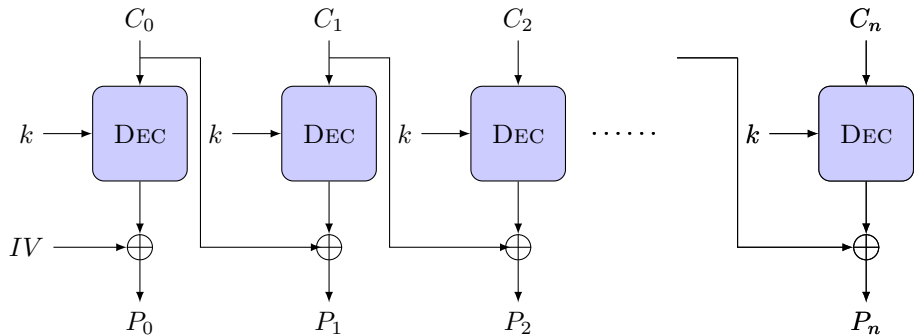 C₀ C₁ C₂ Cₙ
k DEC k DEC k DEC ...... k DEC
IV
P₀ P₁ P₂ Pₙ